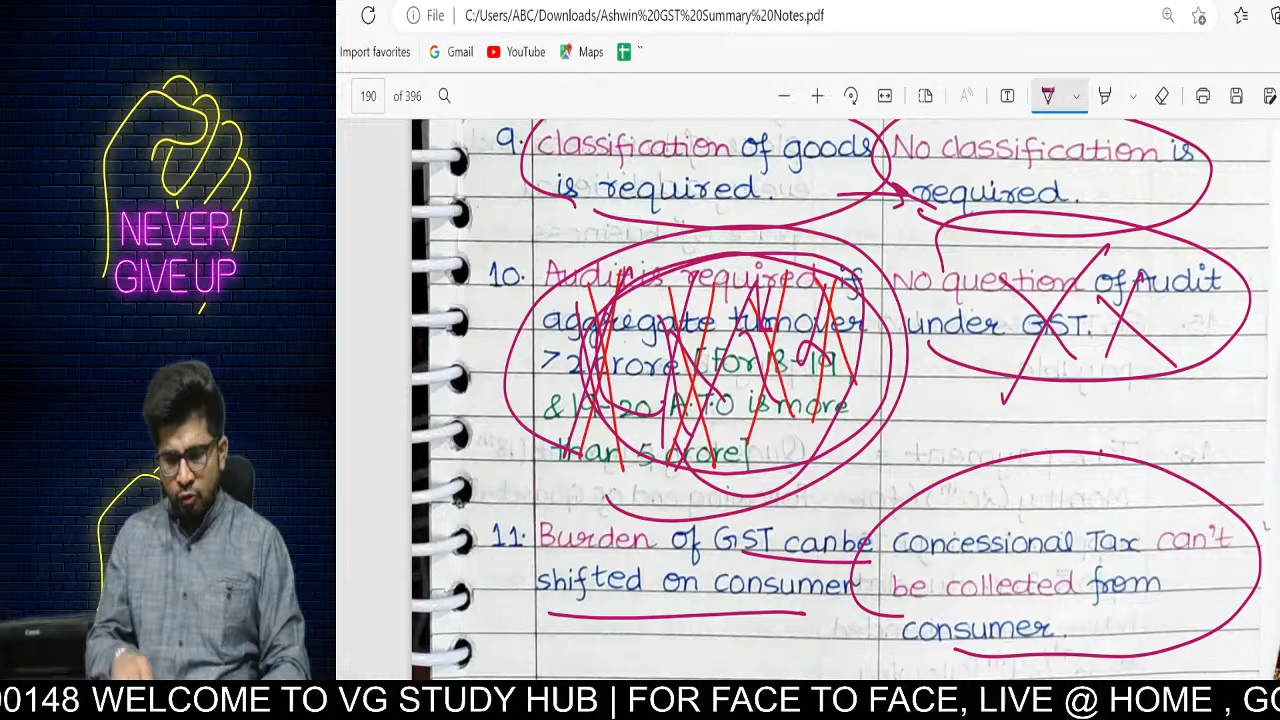 File C:/Users/ABC/Downloads/Ashwin%20GST%20Summary%20Notes.pdf
Import favorites Gmail YouTube Maps
190 of 396
9. Classification of goods is required.
No classification is required.
10. Audit is required if
aggregate turnover
> 2 crore [for 18-19
& 19-20 A.T.O is more
than 5 crore]
No question of Audit
under GST.
11. Burden of GST can be
shifted on consumer
Concessional Tax can't
be collected from
consumer.
NEVER
GIVE UP
00148 WELCOME TO VG STUDY HUB | FOR FACE TO FACE, LIVE @ HOME , GO